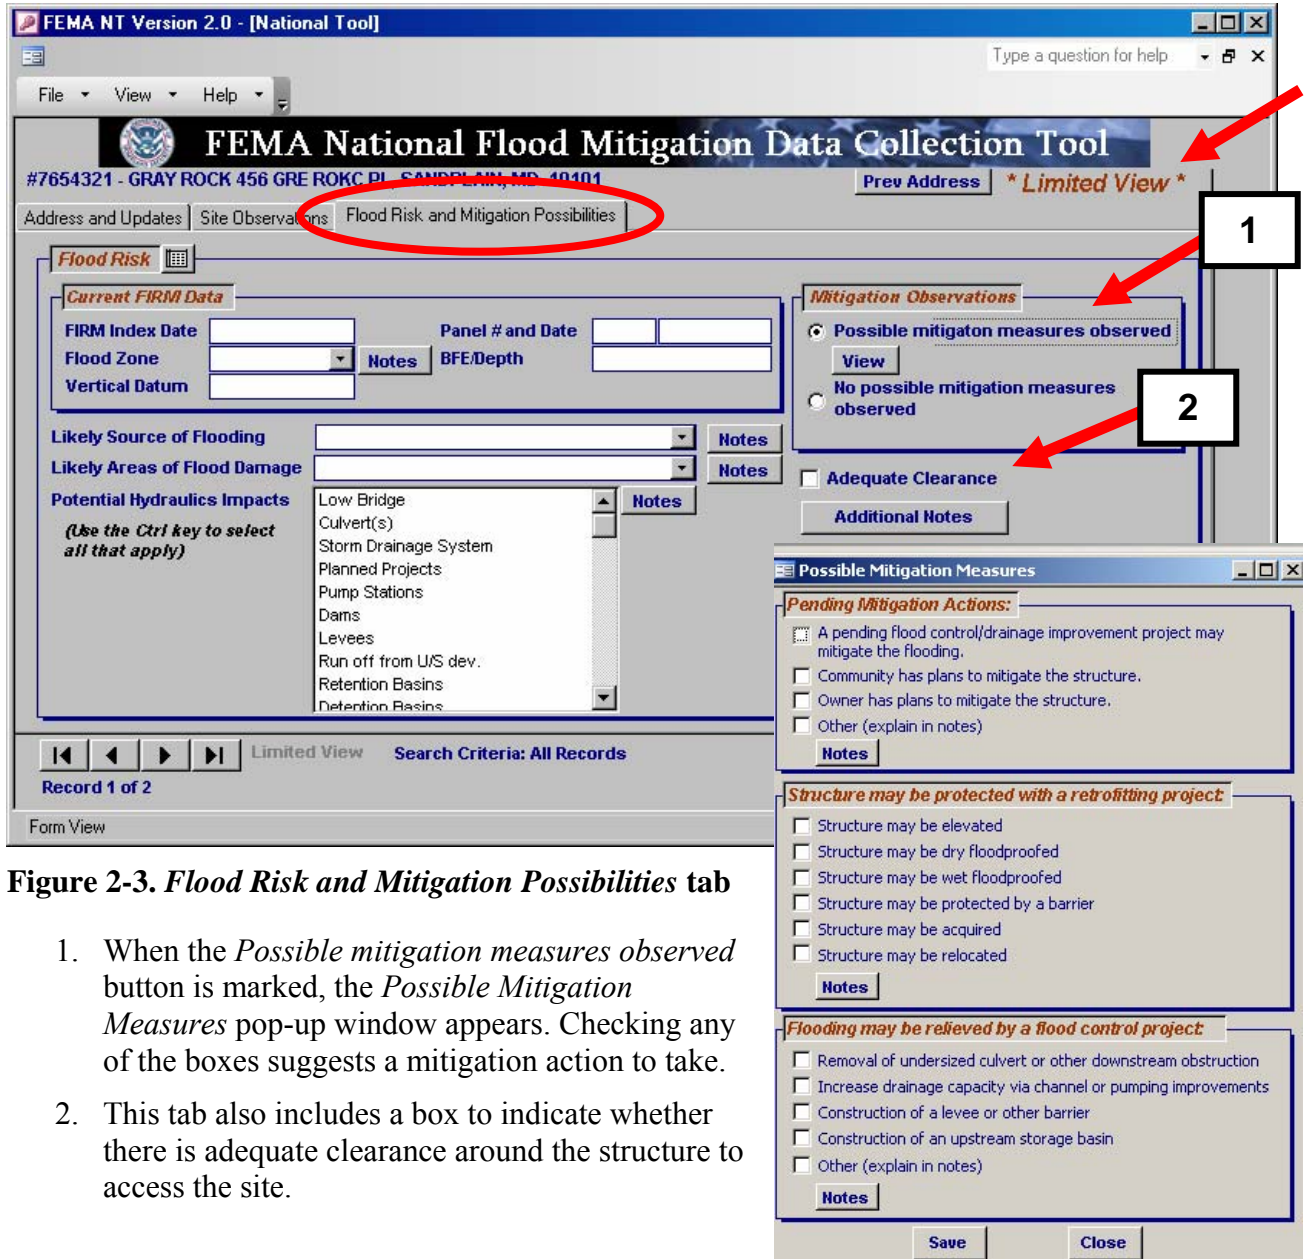 FEMA NT Version 2.0 - [National Tool]
Type a question for help
File View Help
FEMA National Flood Mitigation Data Collection Tool
#7654321 - GRAY ROCK 456 GRE ROKC PL, SANDPLAIN, MD 10101
Prev Address
* Limited View *
Address and Updates
Site Observations
Flood Risk and Mitigation Possibilities
1
Flood Risk
Current FIRM Data
FIRM Index Date
Panel # and Date
Flood Zone
Notes
BFE/Depth
Vertical Datum
Mitigation Observations
Possible mitigaton measures observed
View
No possible mitigation measures
observed
2
Likely Source of Flooding
Notes
Likely Areas of Flood Damage
Notes
Adequate Clearance
Additional Notes
Potential Hydraulics Impacts
(Use the Ctrl key to select
all that apply)
Low Bridge
Culvert(s)
Storm Drainage System
Planned Projects
Pump Stations
Dams
Levees
Run off from U/S dev.
Retention Basins
Detention Basins
Notes
Limited View
Search Criteria: All Records
Record 1 of 2
Form View
Possible Mitigation Measures
Pending Mitigation Actions:
A pending flood control/drainage improvement project may
mitigate the flooding.
Community has plans to mitigate the structure.
Owner has plans to mitigate the structure.
Other (explain in notes)
Notes
Structure may be protected with a retrofitting project:
Structure may be elevated
Structure may be dry floodproofed
Structure may be wet floodproofed
Structure may be protected by a barrier
Structure may be acquired
Structure may be relocated
Notes
Flooding may be relieved by a flood control project:
Removal of undersized culvert or other downstream obstruction
Increase drainage capacity via channel or pumping improvements
Construction of a levee or other barrier
Construction of an upstream storage basin
Other (explain in notes)
Notes
Save
Close
Figure 2-3. Flood Risk and Mitigation Possibilities tab
1. When the Possible mitigation measures observed
button is marked, the Possible Mitigation
Measures pop-up window appears. Checking any
of the boxes suggests a mitigation action to take.
2. This tab also includes a box to indicate whether
there is adequate clearance around the structure to
access the site.